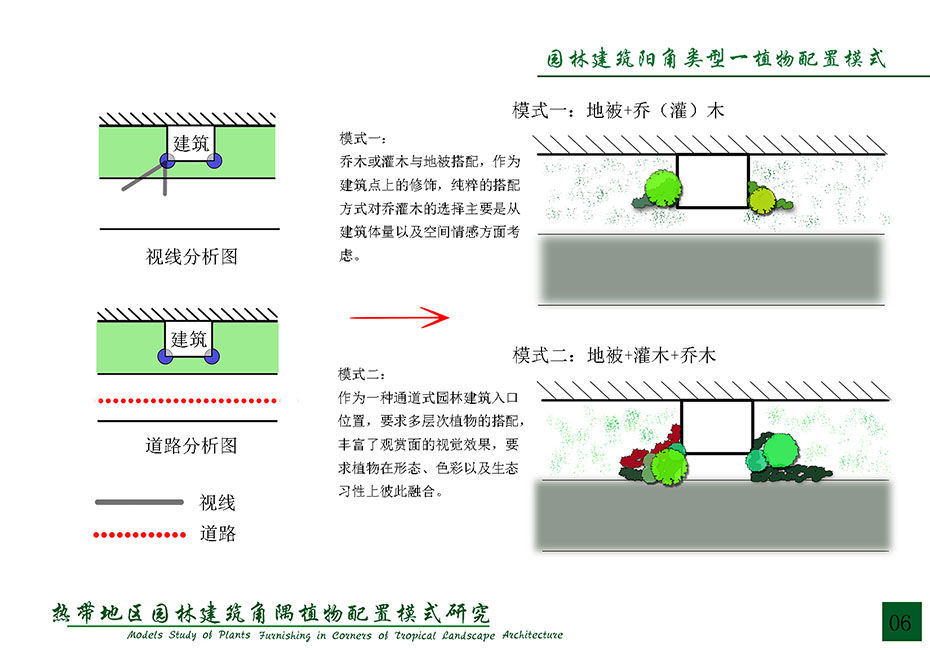 园林建筑阳角类型一植物配置模式
建筑
视线分析图
建筑
道路分析图
视线
道路
模式一:
乔木或灌木与地被搭配,作为
建筑点上的修饰,纯粹的搭配
方式对乔灌木的选择主要是从
建筑体量以及空间情感方面考
虑。
模式二:
作为一种通道式园林建筑入口
位置,要求多层次植物的搭配,
丰富了观赏面的视觉效果,要
求植物在形态、色彩以及生态
习性上彼此融合。
模式一:地被+乔(灌)木
模式二:地被+灌木+乔木
热带地区园林建筑角隅植物配置模式研究
Models Study of Plants Furnishing in Corners of Tropical Landscape Architecture
06